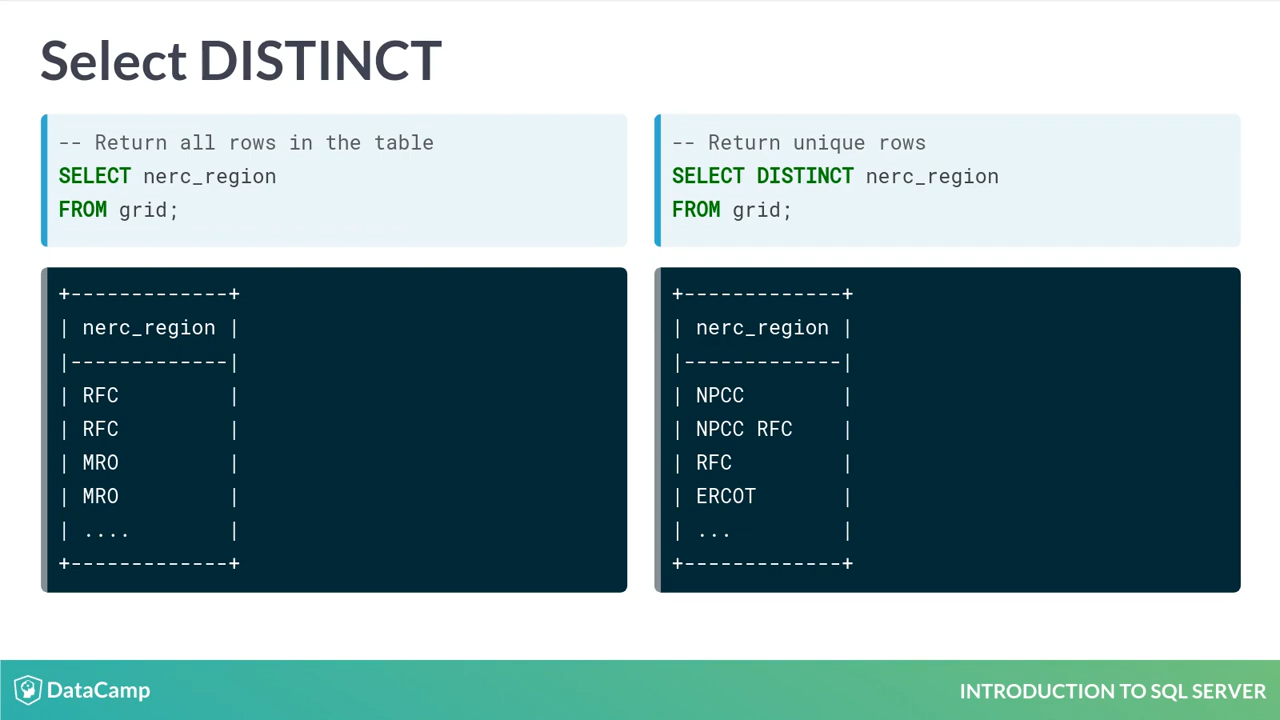 Select DISTINCT
-- Return all rows in the table
SELECT nerc_region
FROM grid;
+-------------+
| nerc_region |
|-------------|
| RFC         |
| RFC         |
| MRO         |
| MRO         |
| ....        |
+-------------+
-- Return unique rows
SELECT DISTINCT nerc_region
FROM grid;
+-------------+
| nerc_region |
|-------------|
| NPCC        |
| NPCC RFC    |
| RFC         |
| ERCOT       |
| ...         |
+-------------+
DataCamp
INTRODUCTION TO SQL SERVER